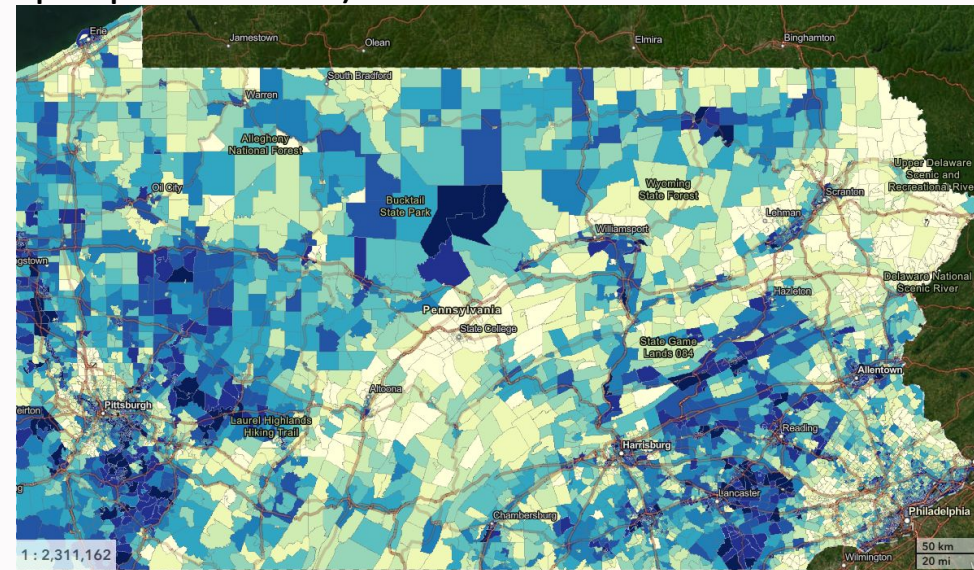 Erie
Jamestown
Olean
Elmira
Binghamton
South Bradford
Warren
Allegheny
National Forest
Upper Delaware
Scenic and
Recreational Rive
Oil City
Bucktail
State Park
Wyoming
State Forest
Scranton
Lehman
Williamsport
ngstown
Delaware National
Scenic River
Hazleton
Pennsylvania
State College
State Game
Lands 084
Allentown
Altoona
Pittsburgh
eirton
Laurel Highlands
Hiking Trail
Reading
Harrisburg
Lancaster
Chambersburg
Philadelphia
Wilmington
1 : 2,311,162
50 km
20 mi